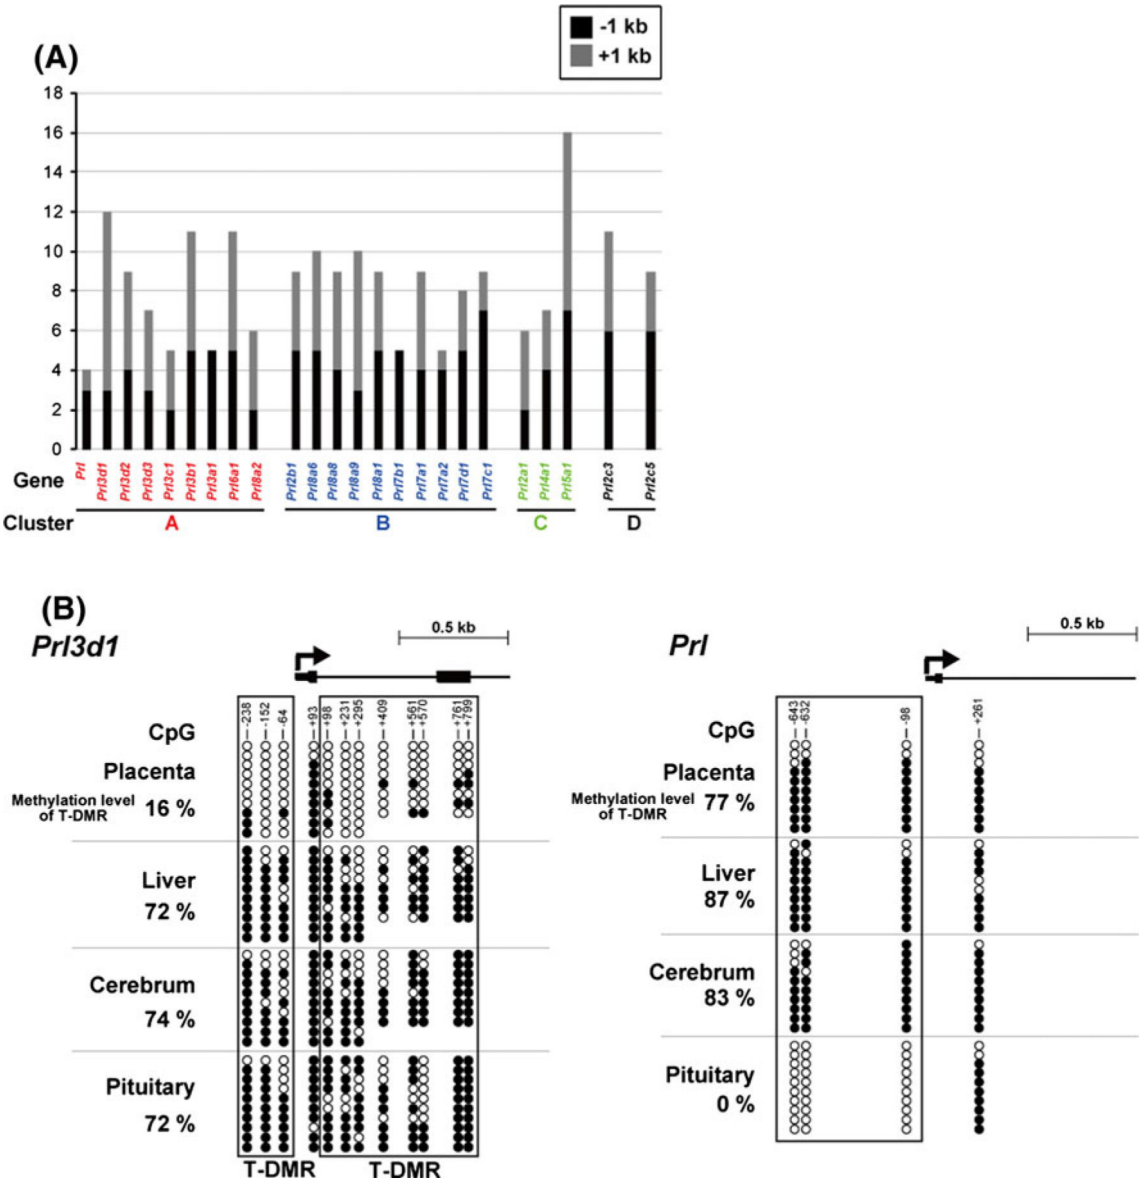 -1 kb
+1 kb
(A)
18
16
14
12
10
8
6
4
2
0
Gene
Prl
Prl3d1
Prl3d2
Prl3d3
Prl3c1
Prl3b1
Prl3a1
Prl6a1
Prl8a2
Prl2b1
Prl8a6
Prl8a8
Prl8a9
Prl8a1
Prl7b1
Prl7a1
Prl7a2
Prl7d1
Prl7c1
Prl2a1
Prl4a1
Prl5a1
Prl2c3
Prl2c5
Cluster A B C D
(B)
Prl3d1
0.5 kb
CpG
-238
-152
-64
+93
+98
+231
+295
+409
+561
+570
+761
+799
Placenta
Methylation level
of T-DMR
16 %
Liver
72 %
Cerebrum
74 %
Pituitary
72 %
T-DMR T-DMR
Prl
0.5 kb
CpG
-643
-632
-98
+261
Placenta
Methylation level
of T-DMR
77 %
Liver
87 %
Cerebrum
83 %
Pituitary
0 %